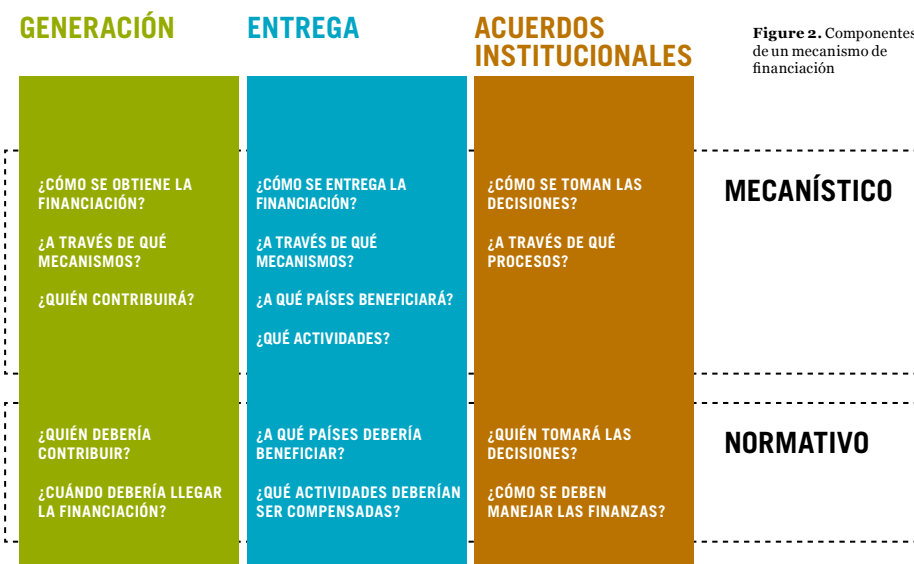 GENERACIÓN
ENTREGA
ACUERDOS
INSTITUCIONALES
Figure 2. Componentes
de un mecanismo de
financiación
¿CÓMO SE OBTIENE LA
FINANCIACIÓN?
¿A TRAVÉS DE QUÉ
MECANISMOS?
¿QUIÉN CONTRIBUIRÁ?
¿CÓMO SE ENTREGA LA
FINANCIACIÓN?
¿A TRAVÉS DE QUÉ
MECANISMOS?
¿A QUÉ PAÍSES BENEFICIARÁ?
¿QUÉ ACTIVIDADES?
¿CÓMO SE TOMAN LAS
DECISIONES?
¿A TRAVÉS DE QUÉ
PROCESOS?
MECANÍSTICO
¿QUIÉN DEBERÍA
CONTRIBUIR?
¿CUÁNDO DEBERÍA LLEGAR
LA FINANCIACIÓN?
¿A QUÉ PAÍSES DEBERÍA
BENEFICIAR?
¿QUÉ ACTIVIDADES DEBERÍAN
SER COMPENSADAS?
¿QUIÉN TOMARÁ LAS
DECISIONES?
¿CÓMO SE DEBEN
MANEJAR LAS FINANZAS?
NORMATIVO